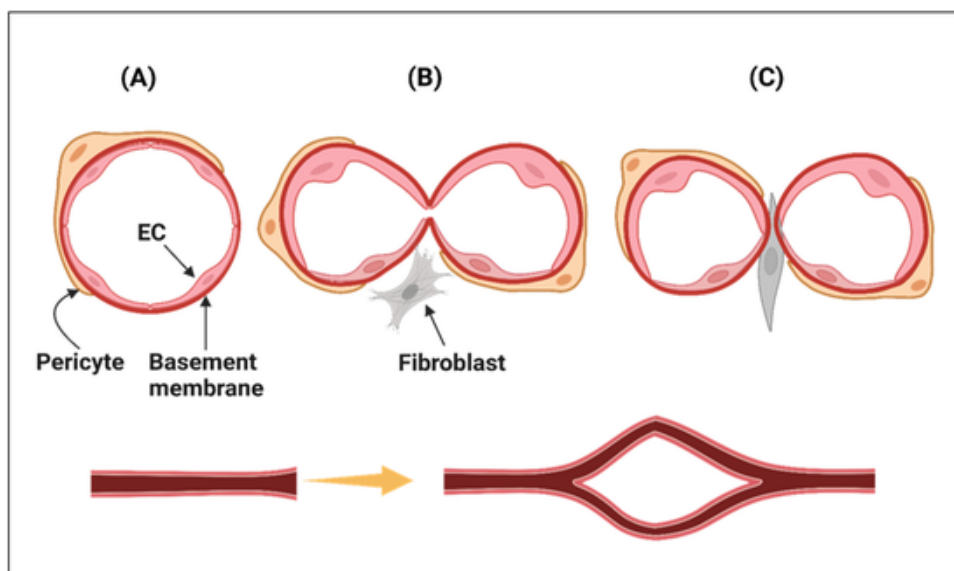 (A)
(B)
(C)
EC
Pericyte
Basement
membrane
Fibroblast